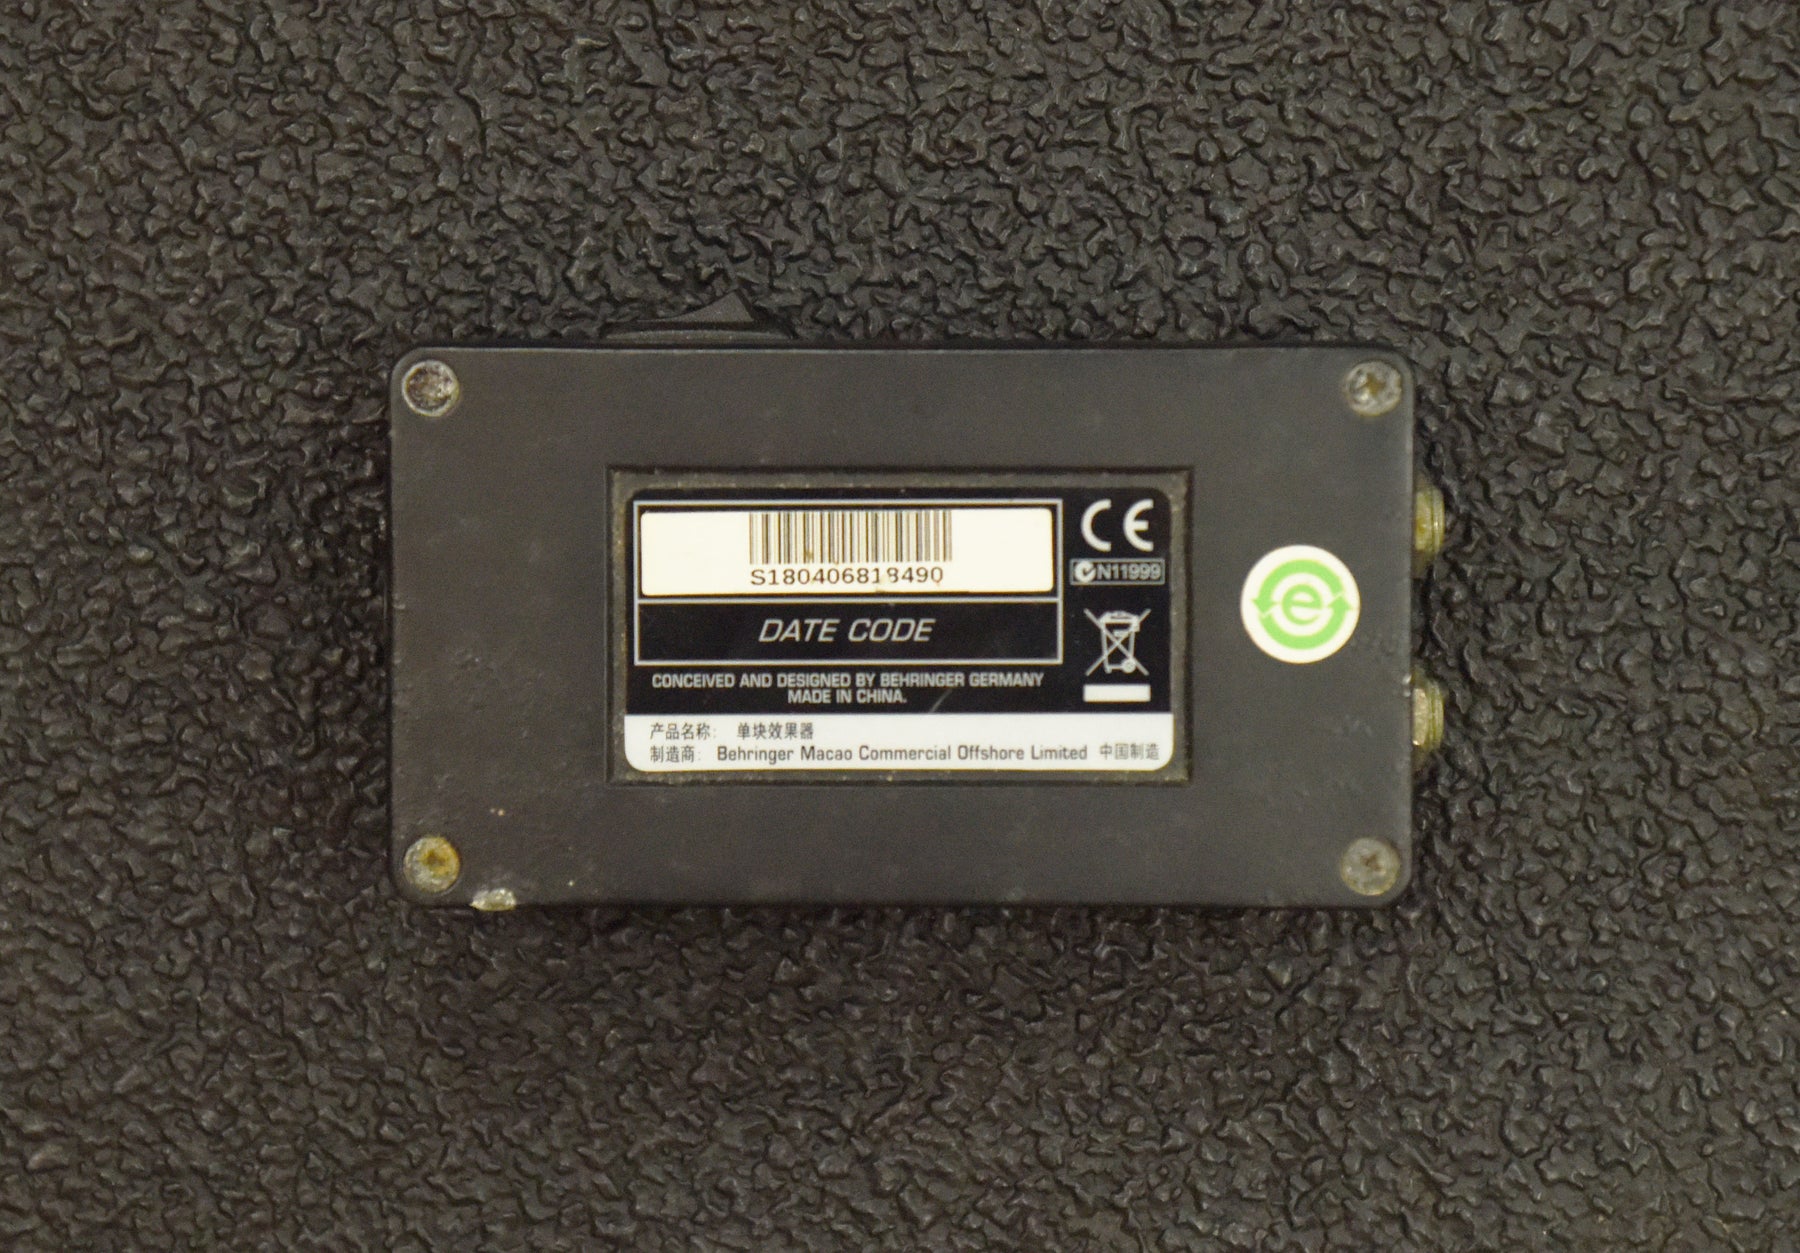 S180406818490
CE
N11999
DATE CODE
CONCEIVED AND DESIGNED BY BEHRINGER GERMANY
MADE IN CHINA.
e
产品名称: 单块效果器
制造商: Behringer Macao Commercial Offshore Limited 中国制造